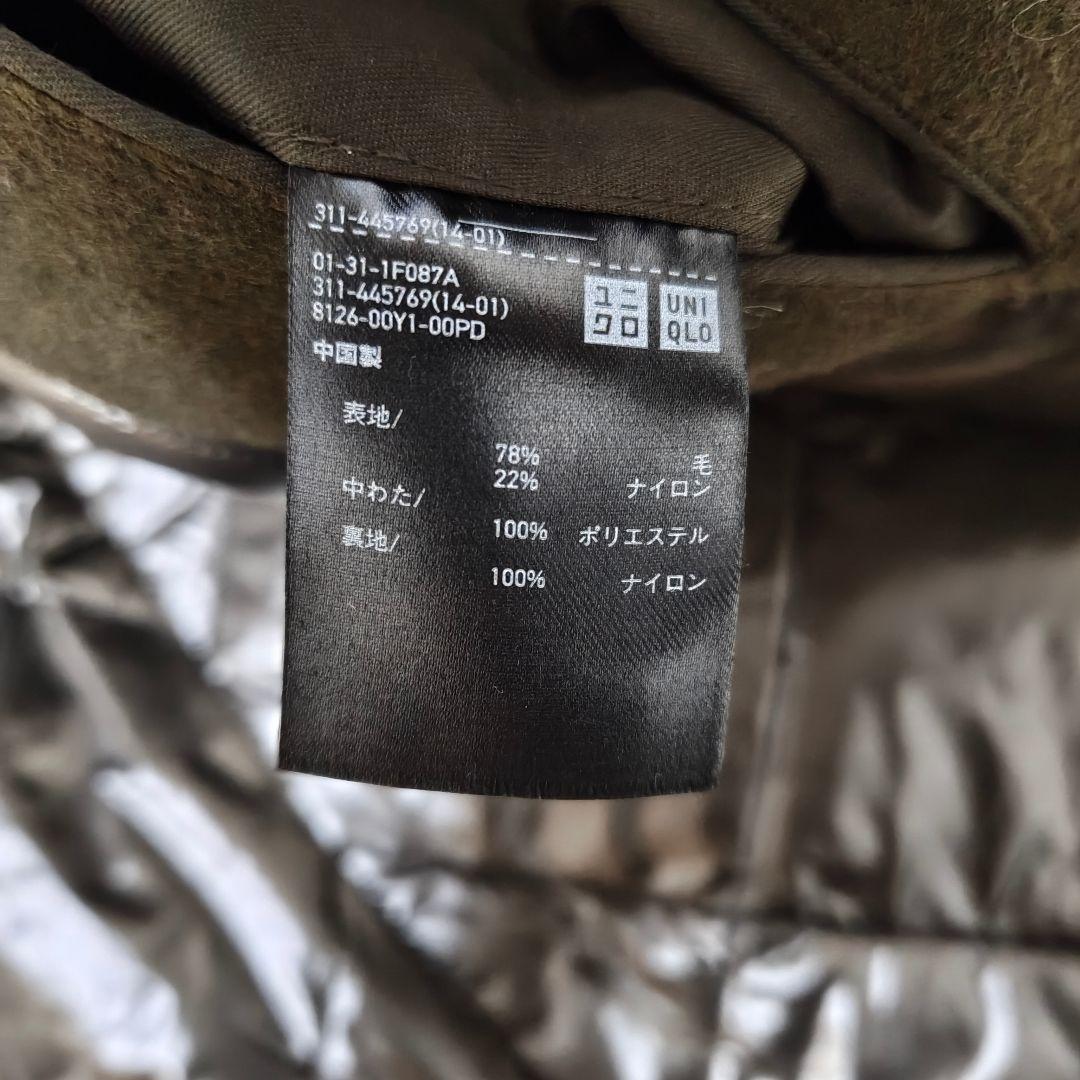 311-445769(14-01)
01-31-1F087A
311-445769(14-01)
8126-00Y1-00PD
中国製
ユニ
クロ
UNI
QLO
表地/
78% 毛
22% ナイロン
中わた/
100% ポリエステル
裏地/
100% ナイロン